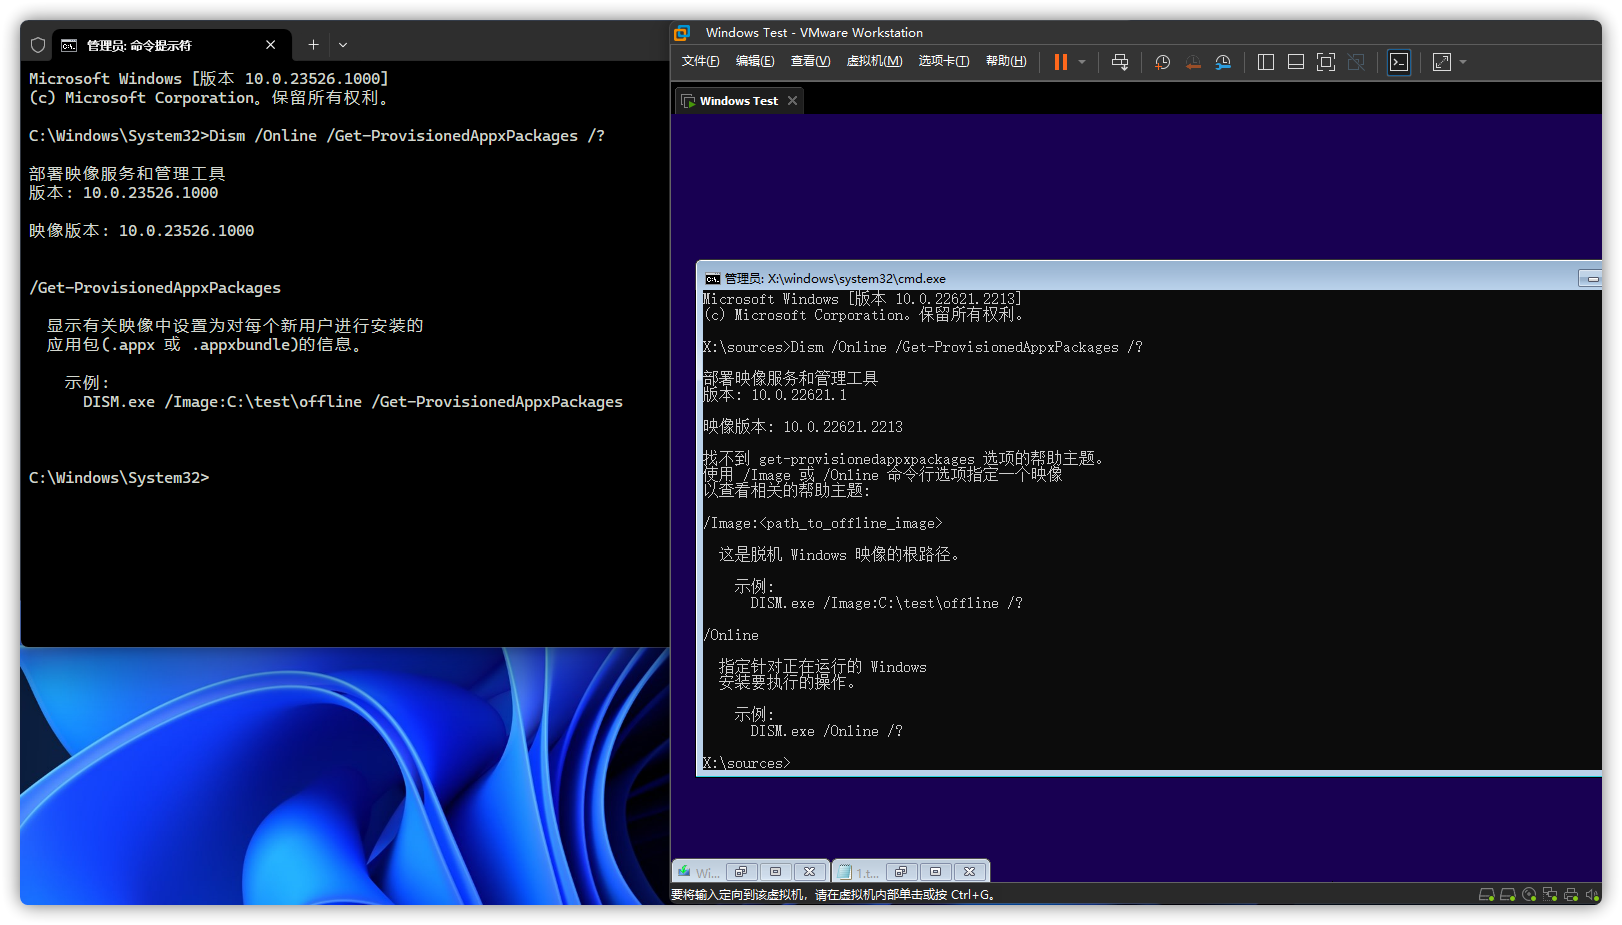 管理员: 命令提示符
Microsoft Windows [版本 10.0.23526.1000]
(c) Microsoft Corporation。保留所有权利。
C:\Windows\System32>Dism /Online /Get-ProvisionedAppxPackages /?
部署映像服务和管理工具
版本: 10.0.23526.1000
映像版本: 10.0.23526.1000
/Get-ProvisionedAppxPackages
显示有关映像中设置为对每个新用户进行安装的
应用包(.appx 或 .appxbundle)的信息。
示例:
DISM.exe /Image:C:\test\offline /Get-ProvisionedAppxPackages
C:\Windows\System32>
Windows Test - VMware Workstation
文件(F) 编辑(E) 查看(V) 虚拟机(M) 选项卡(T) 帮助(H)
Windows Test
管理员: X:\windows\system32\cmd.exe
Microsoft Windows [版本 10.0.22621.2213]
(c) Microsoft Corporation。保留所有权利。
X:\sources>Dism /Online /Get-ProvisionedAppxPackages /?
部署映像服务和管理工具
版本: 10.0.22621.1
映像版本: 10.0.22621.2213
找不到 get-provisionedappxpackages 选项的帮助主题。
使用 /Image 或 /Online 命令行选项指定一个映像
以查看相关的帮助主题:
/Image:<path_to_offline_image>
这是脱机 Windows 映像的根路径。
示例:
DISM.exe /Image:C:\test\offline /?
/Online
指定针对正在运行的 Windows
安装要执行的操作。
示例:
DISM.exe /Online /?
X:\sources>
Wi... 1.t...
要将输入定向到该虚拟机，请在虚拟机内部单击或按 Ctrl+G。